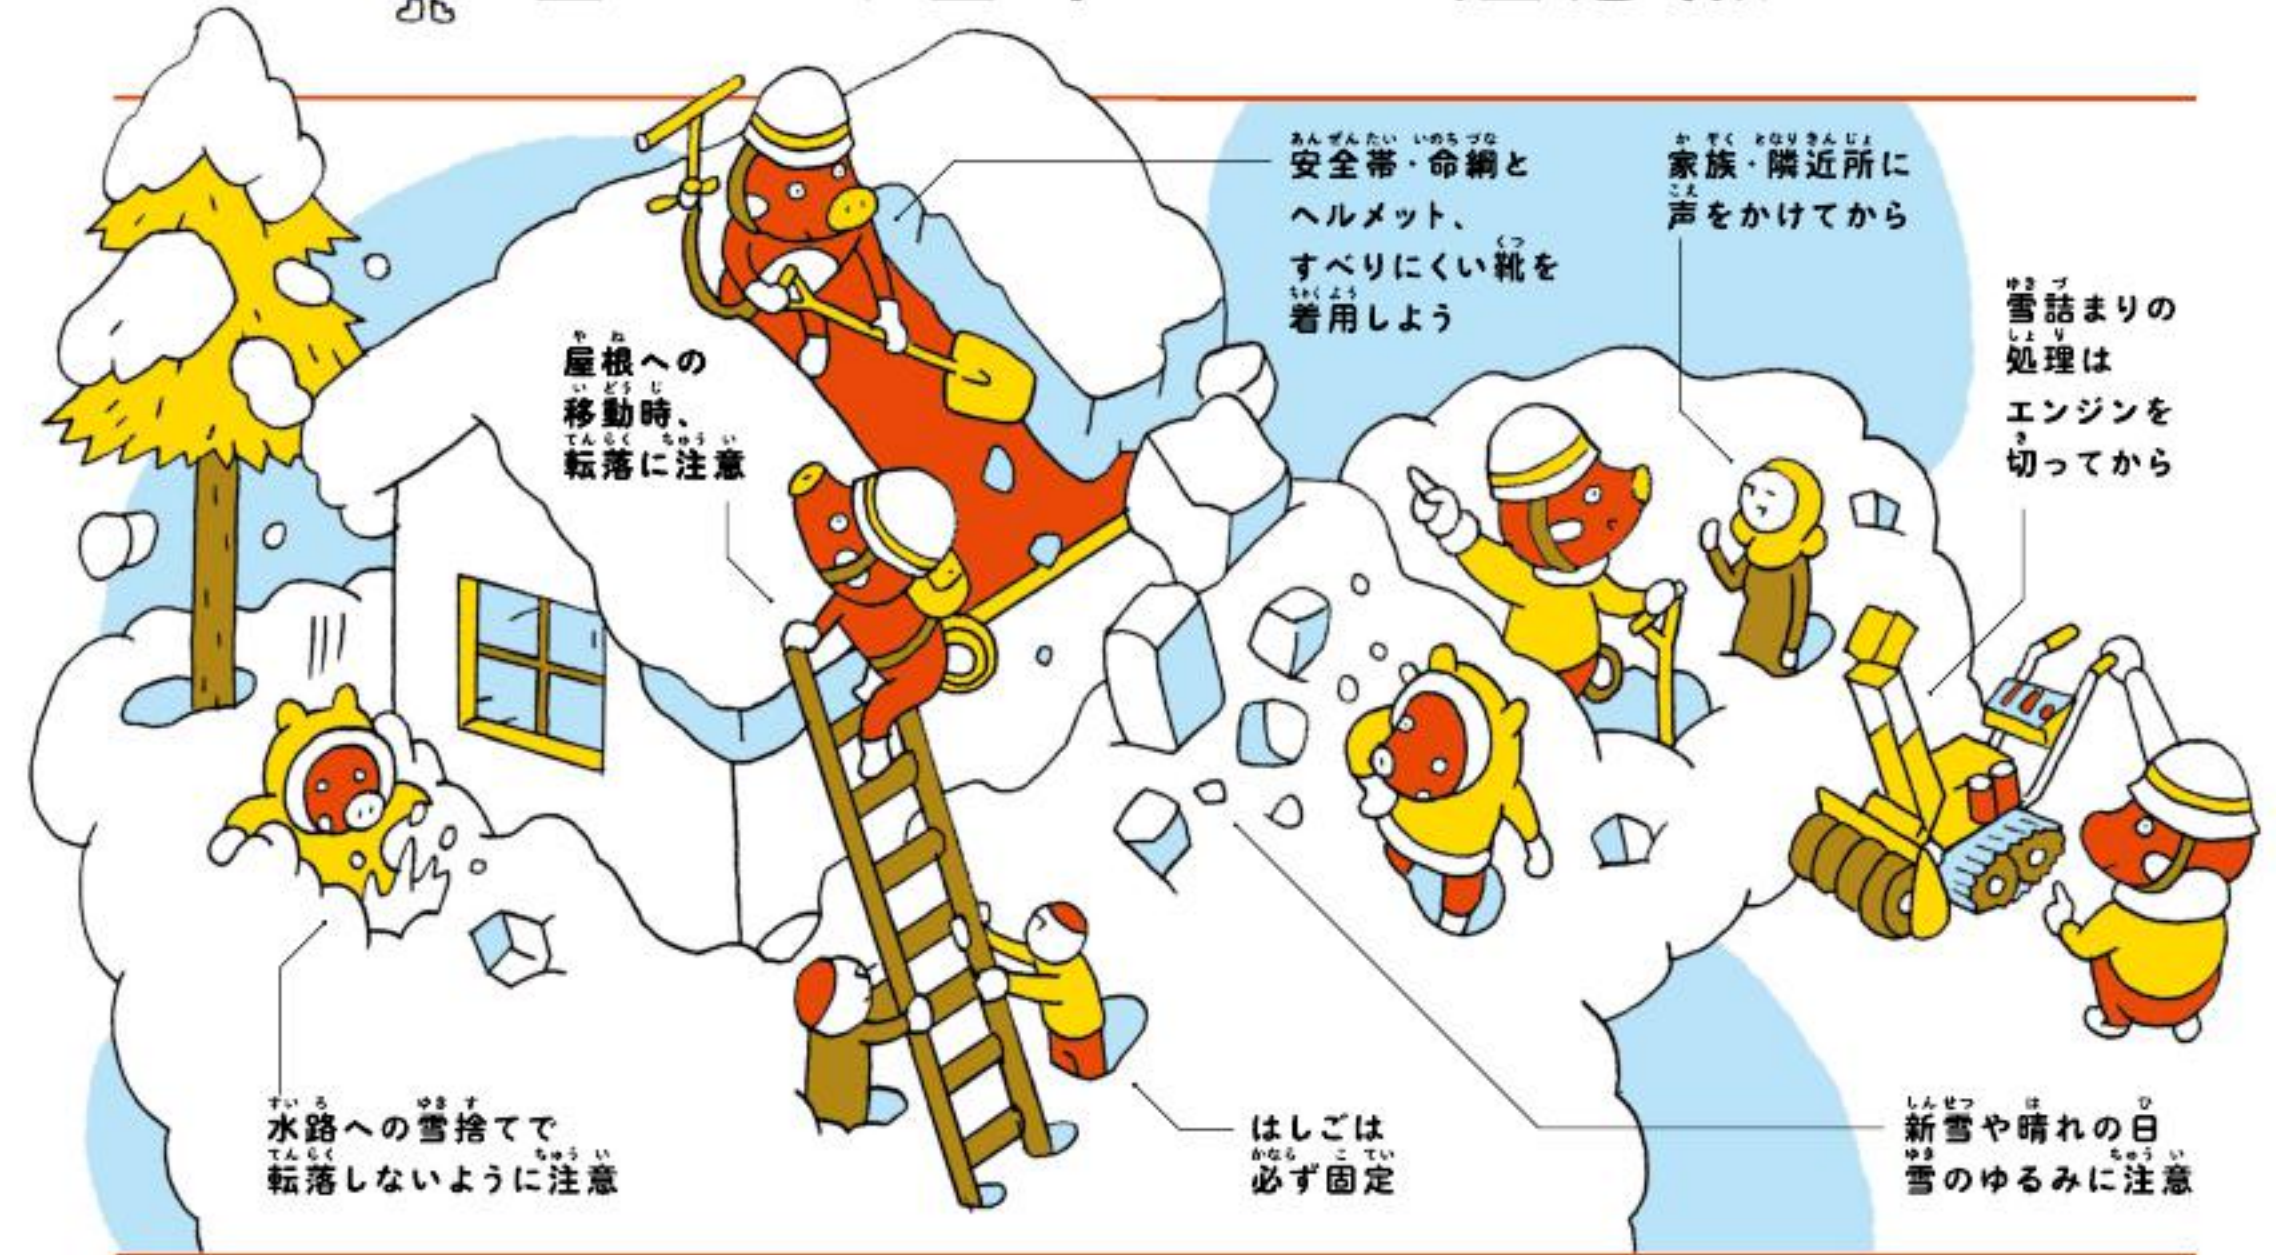 安全帯・命綱と
ヘルメット、
すべりにくい靴を
着用しよう
家族・隣近所に
声をかけてから
雪詰まりの
処理は
エンジンを
切ってから
屋根への
移動時、
転落に注意
水路への雪捨てで
転落しないように注意
はしごは
必ず固定
新雪や晴れの日
雪のゆるみに注意